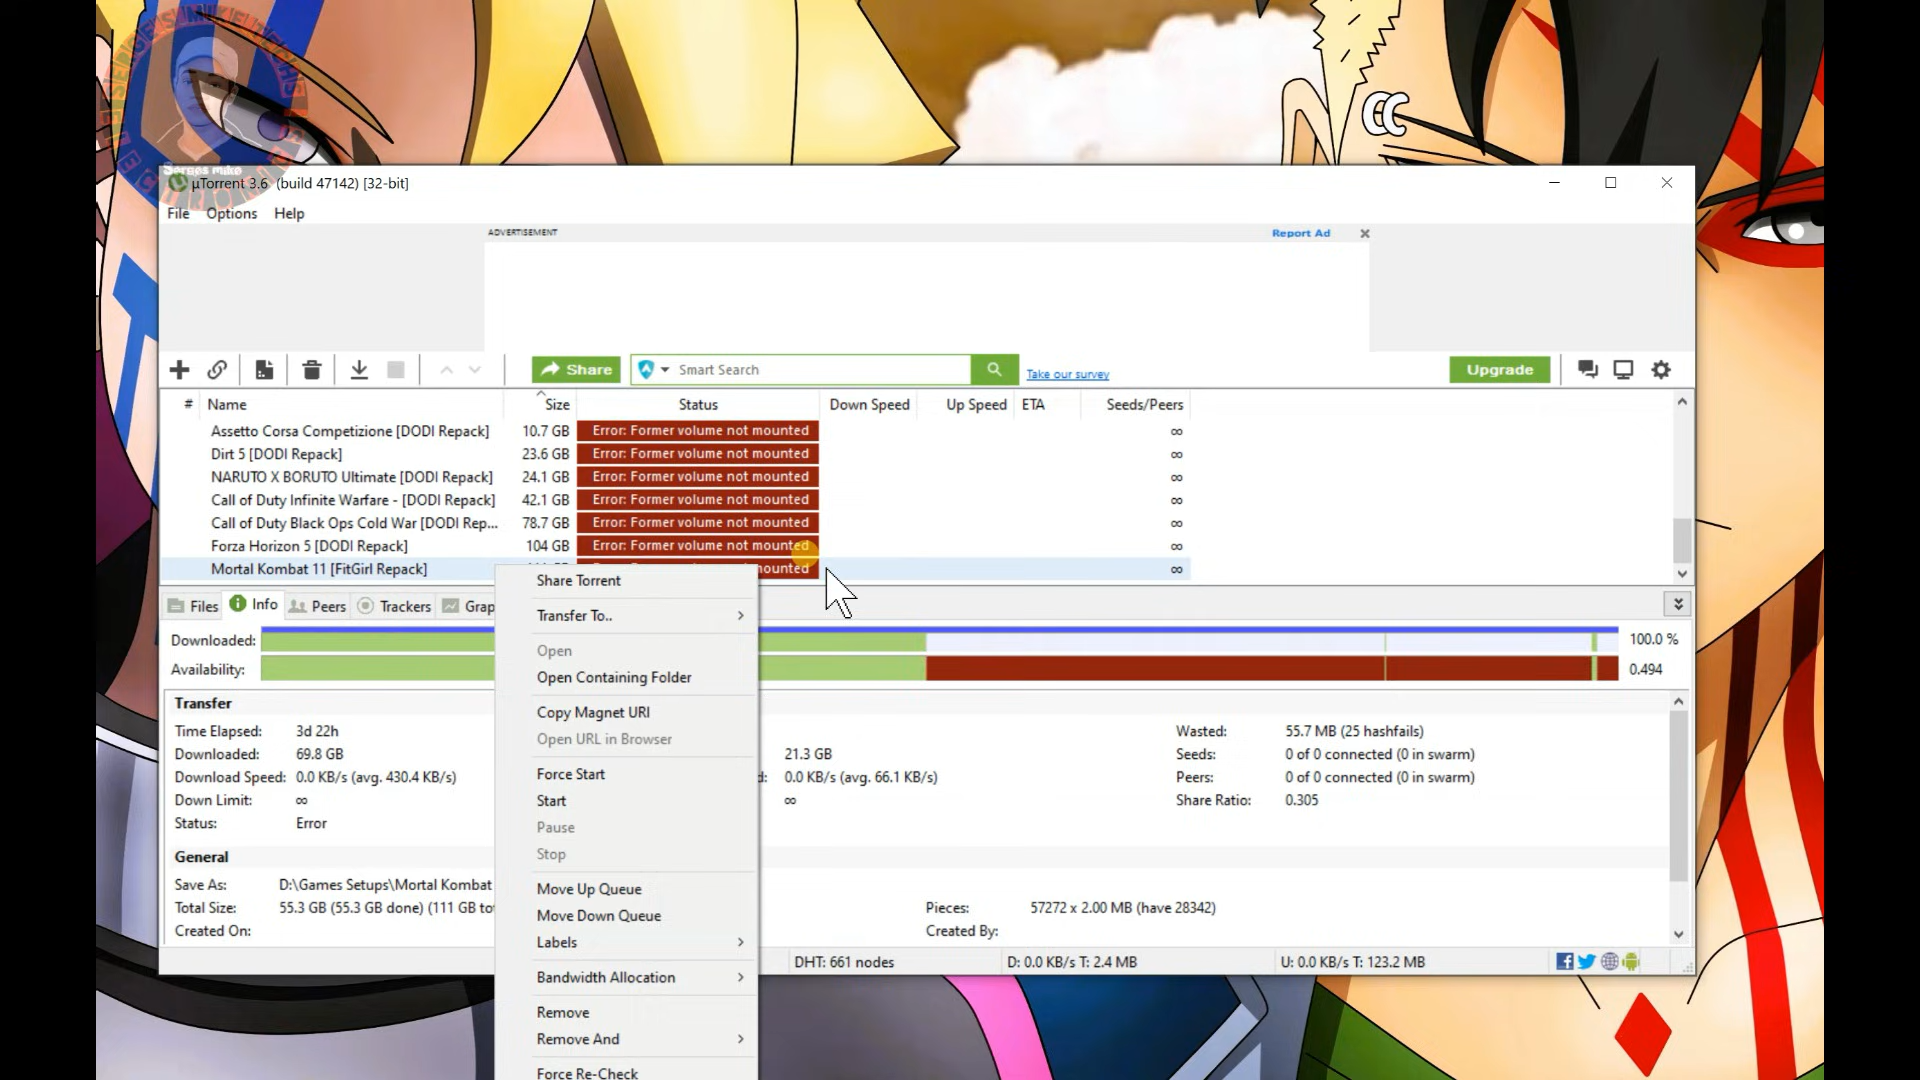 SERGES MIKE TECHS
ELECTRONIC
Serges mike
µTorrent 3.6 (build 47142) [32-bit]
File Options Help
ADVERTISEMENT
Report Ad
Share
Smart Search
Take our survey
Upgrade
# Name Size Status Down Speed Up Speed ETA Seeds/Peers
Assetto Corsa Competizione [DODI Repack] 10.7 GB Error: Former volume not mounted ∞
Dirt 5 [DODI Repack] 23.6 GB Error: Former volume not mounted ∞
NARUTO X BORUTO Ultimate [DODI Repack] 24.1 GB Error: Former volume not mounted ∞
Call of Duty Infinite Warfare - [DODI Repack] 42.1 GB Error: Former volume not mounted ∞
Call of Duty Black Ops Cold War [DODI Rep... 78.7 GB Error: Former volume not mounted ∞
Forza Horizon 5 [DODI Repack] 104 GB Error: Former volume not mounted ∞
Mortal Kombat 11 [FitGirl Repack] ounted ∞
Files Info Peers Trackers Grap
Downloaded: 100.0 %
Availability: 0.494
Transfer
Time Elapsed: 3d 22h Wasted: 55.7 MB (25 hashfails)
Downloaded: 69.8 GB 21.3 GB Seeds: 0 of 0 connected (0 in swarm)
Download Speed: 0.0 KB/s (avg. 430.4 KB/s) d: 0.0 KB/s (avg. 66.1 KB/s) Peers: 0 of 0 connected (0 in swarm)
Down Limit: ∞ ∞ Share Ratio: 0.305
Status: Error
General
Save As: D:\Games Setups\Mortal Kombat
Total Size: 55.3 GB (55.3 GB done) (111 GB to Pieces: 57272 x 2.00 MB (have 28342)
Created On: Created By:
DHT: 661 nodes D: 0.0 KB/s T: 2.4 MB U: 0.0 KB/s T: 123.2 MB
Share Torrent
Transfer To..
Open
Open Containing Folder
Copy Magnet URI
Open URL in Browser
Force Start
Start
Pause
Stop
Move Up Queue
Move Down Queue
Labels
Bandwidth Allocation
Remove
Remove And
Force Re-Check